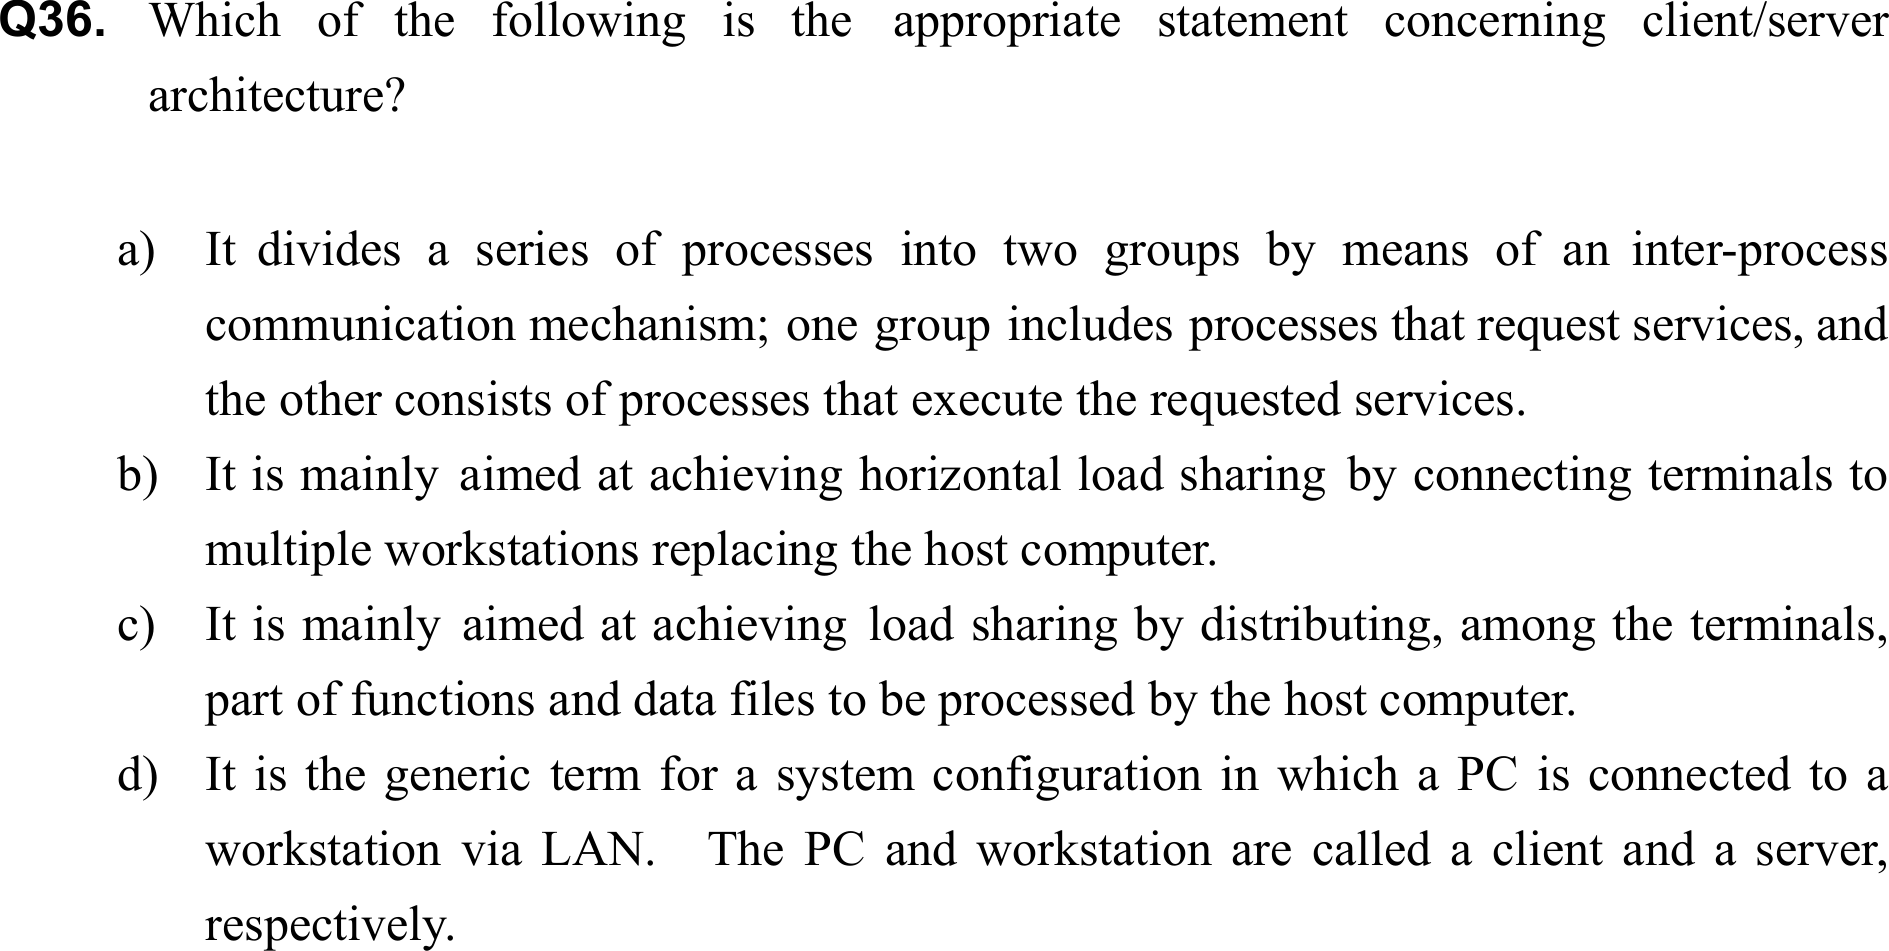 Q36. Which of the following is the appropriate statement concerning client/server
architecture?
a) It divides a series of processes into two groups by means of an inter-process
communication mechanism; one group includes processes that request services, and
the other consists of processes that execute the requested services.
b) It is mainly aimed at achieving horizontal load sharing by connecting terminals to
multiple workstations replacing the host computer.
c) It is mainly aimed at achieving load sharing by distributing, among the terminals,
part of functions and data files to be processed by the host computer.
d) It is the generic term for a system configuration in which a PC is connected to a
workstation via LAN. The PC and workstation are called a client and a server,
respectively.